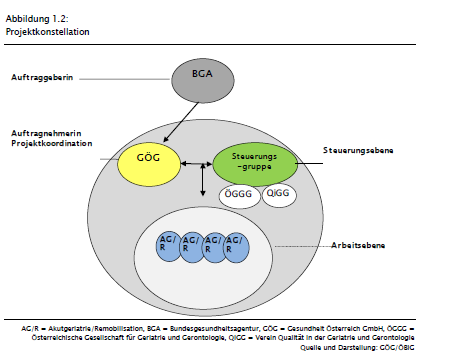 Abbildung 1.2:
Projektkonstellation
Auftraggeberin
BGA
Auftragnehmerin
Projektkoordination
GÖG
Steuerungs
-gruppe
Steuerungsebene
ÖGGG
QiGG
AG/
R
AG/
R
AG/
R
AG/
R
Arbeitsebene
AG/R = Akutgeriatrie/Remobilisation, BGA = Bundesgesundheitsagentur, GÖG = Gesundheit Österreich GmbH, ÖGGG =
Österreichische Gesellschaft für Geriatrie und Gerontologie, QIGG = Verein Qualität in der Geriatrie und Gerontologie
Quelle und Darstellung: GÖG/ÖBIG